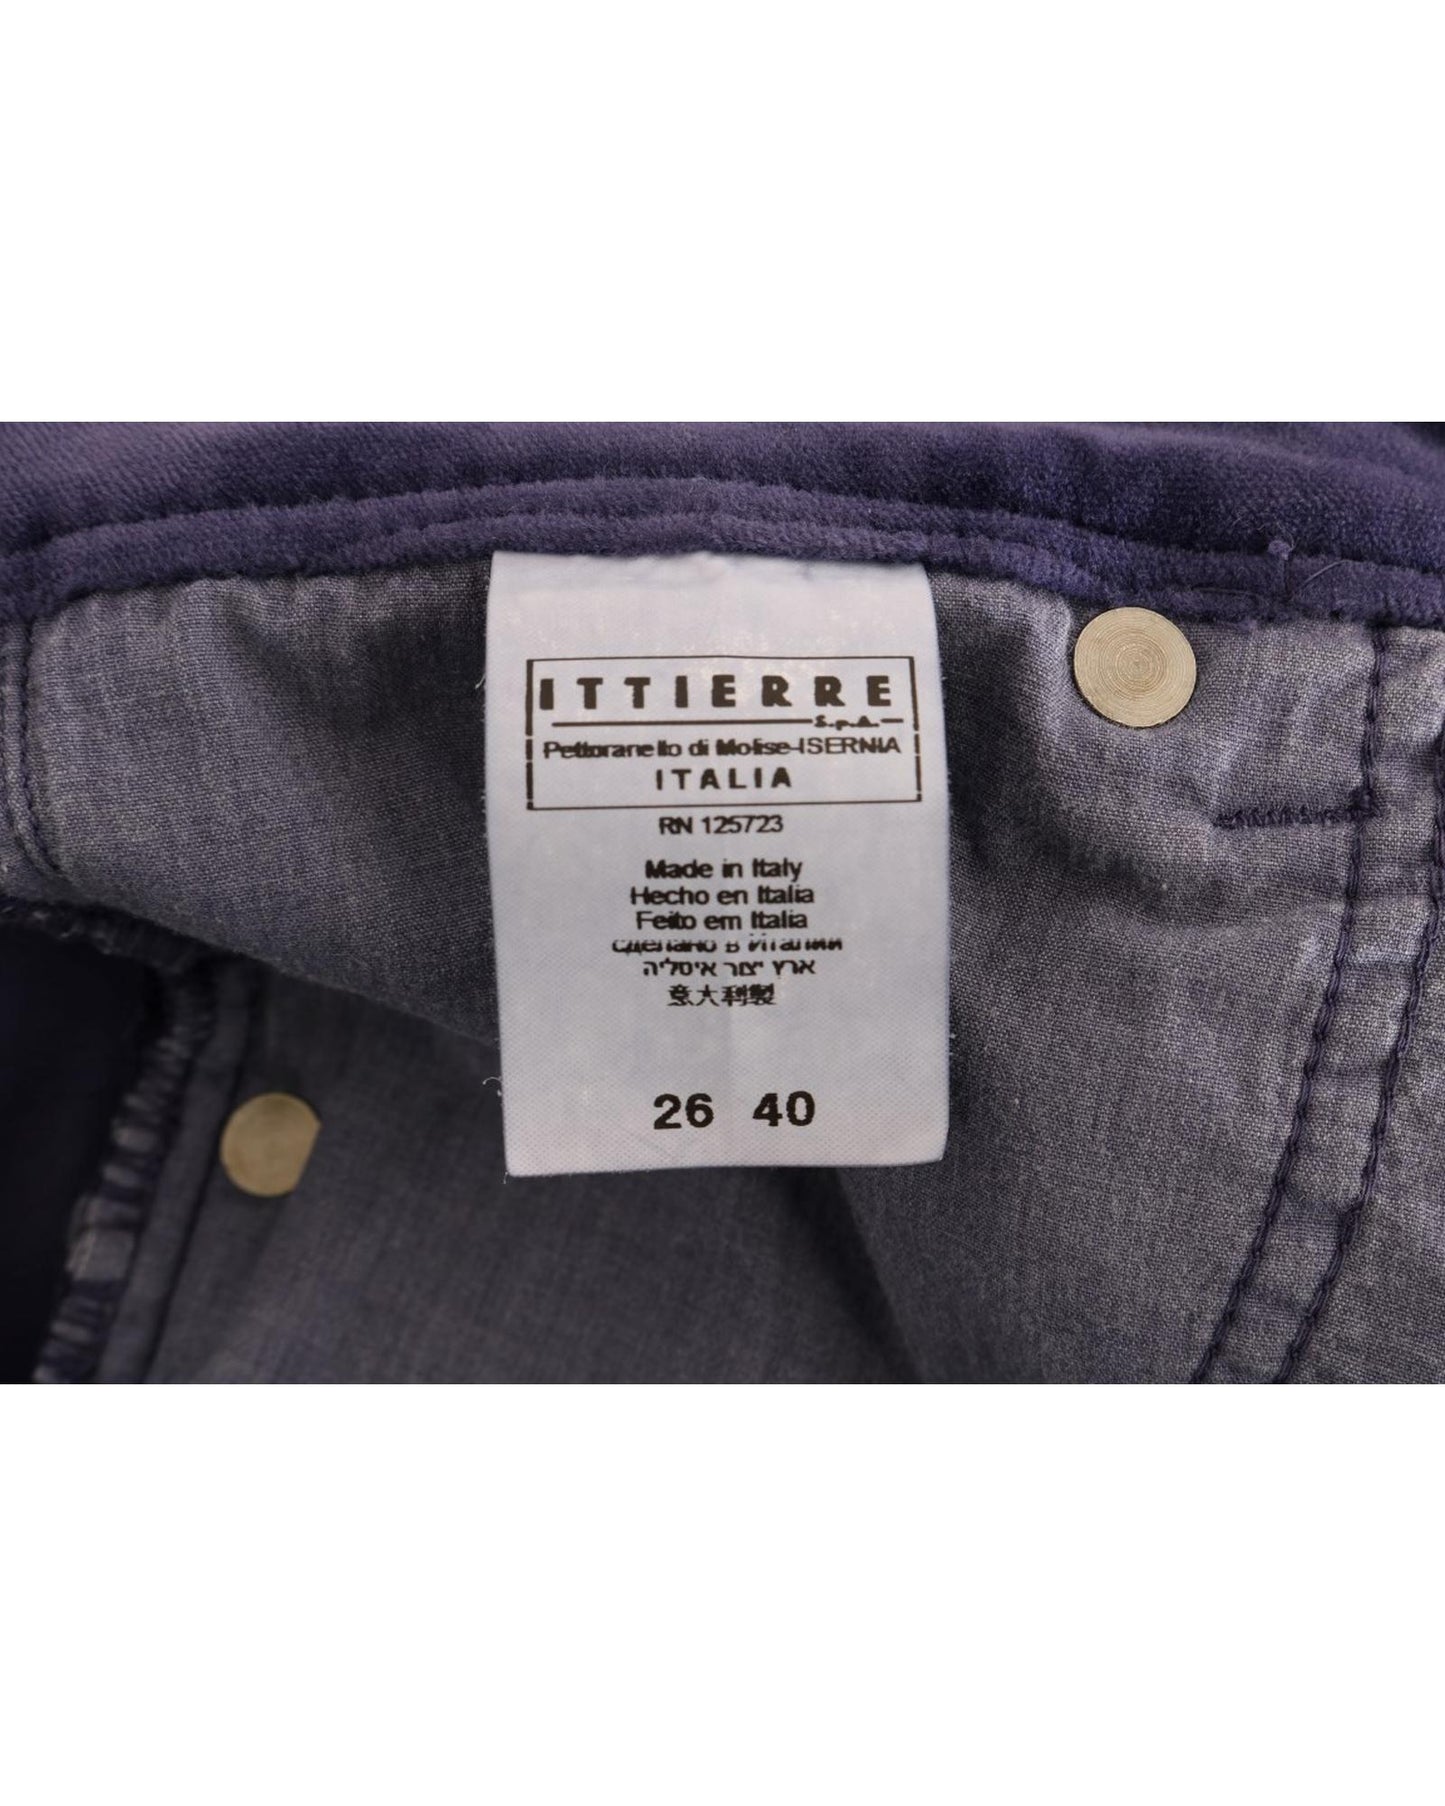 ITTIERRE
S.p.A.
Pettoranello di Molise-ISERNIA
ITALIA
RN 125723
Made in Italy
Hecho en Italia
Feito em Italia
Сделано в Италии
ארץ יצור איטליה
意大利製
26 40